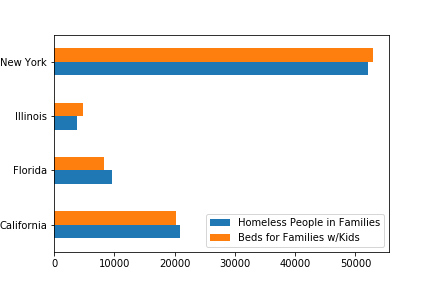 New York
Illinois
Florida
California
Homeless People in Families
Beds for Families w/Kids
0 10000 20000 30000 40000 50000